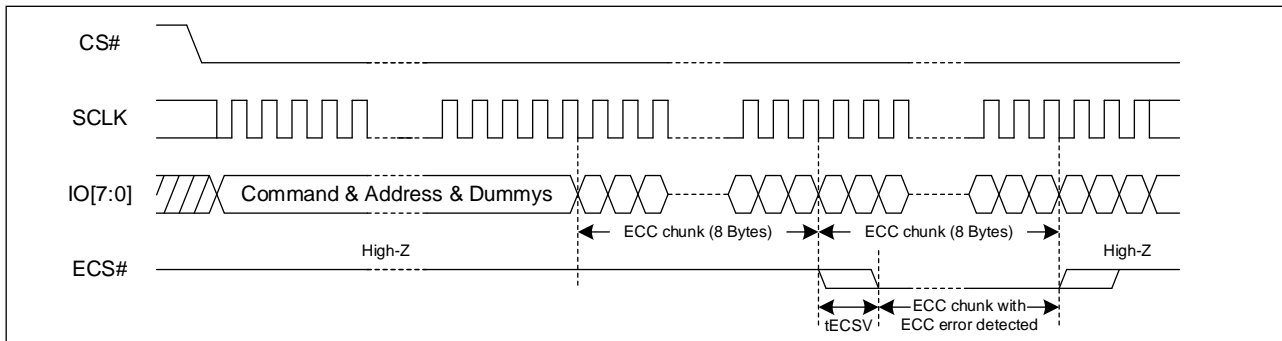 CS#
SCLK
IO[7:0]
Command & Address & Dummys
ECC chunk (8 Bytes)
ECC chunk (8 Bytes)
High-Z
High-Z
ECS#
tECSV
ECC chunk with
ECC error detected